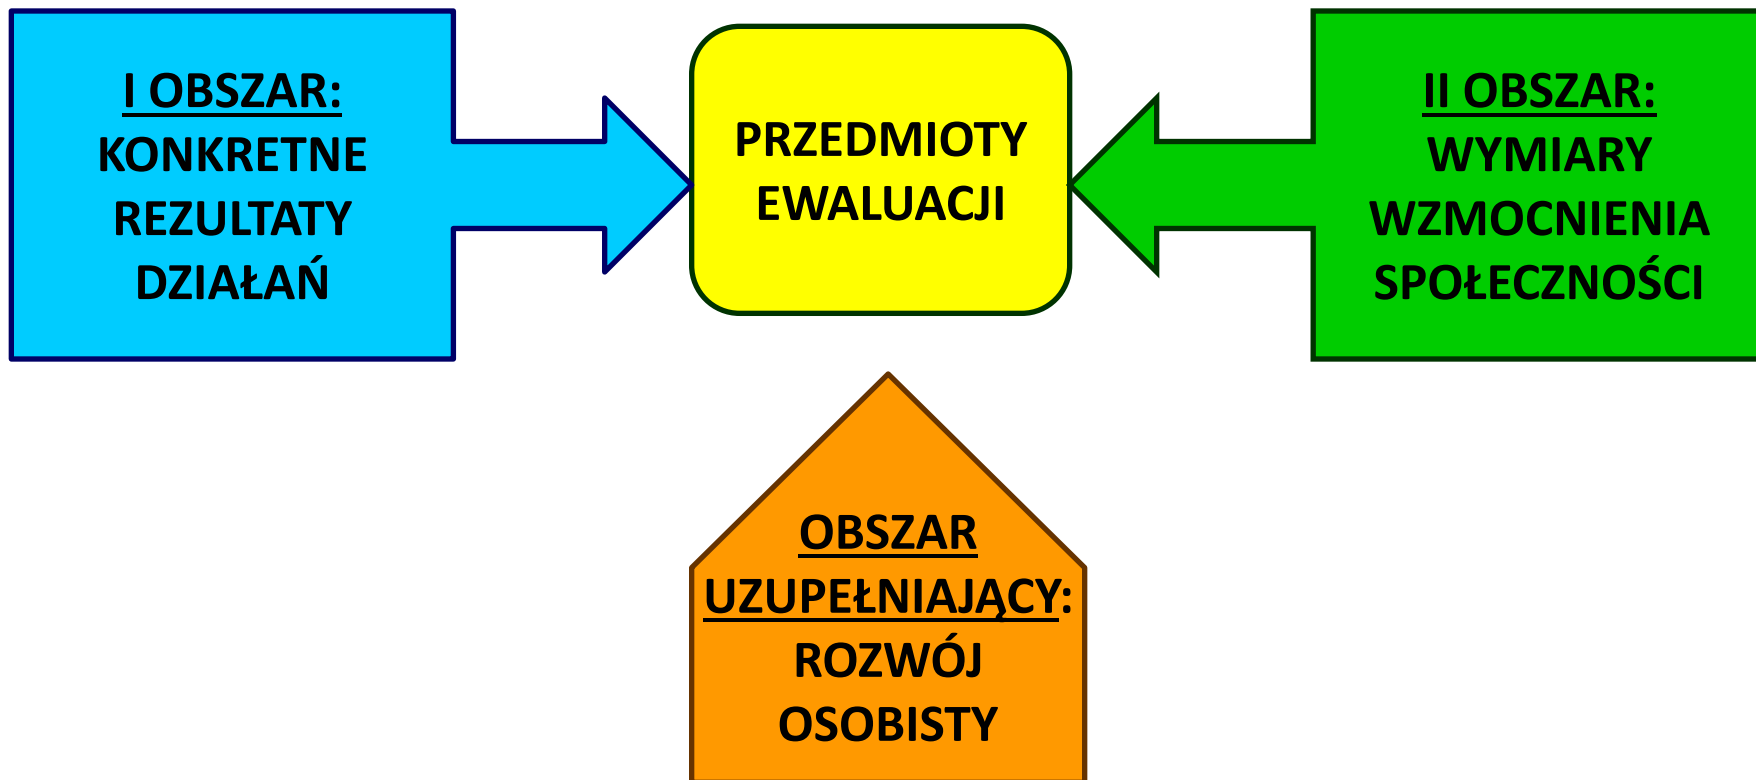 I OBSZAR:
KONKRETNE
REZULTATY
DZIAŁAŃ
PRZEDMIOTY
EWALUACJI
II OBSZAR:
WYMIARY
WZMOCNIENIA
SPOŁECZNOŚCI
OBSZAR
UZUPEŁNIAJĄCY:
ROZWÓJ
OSOBISTY